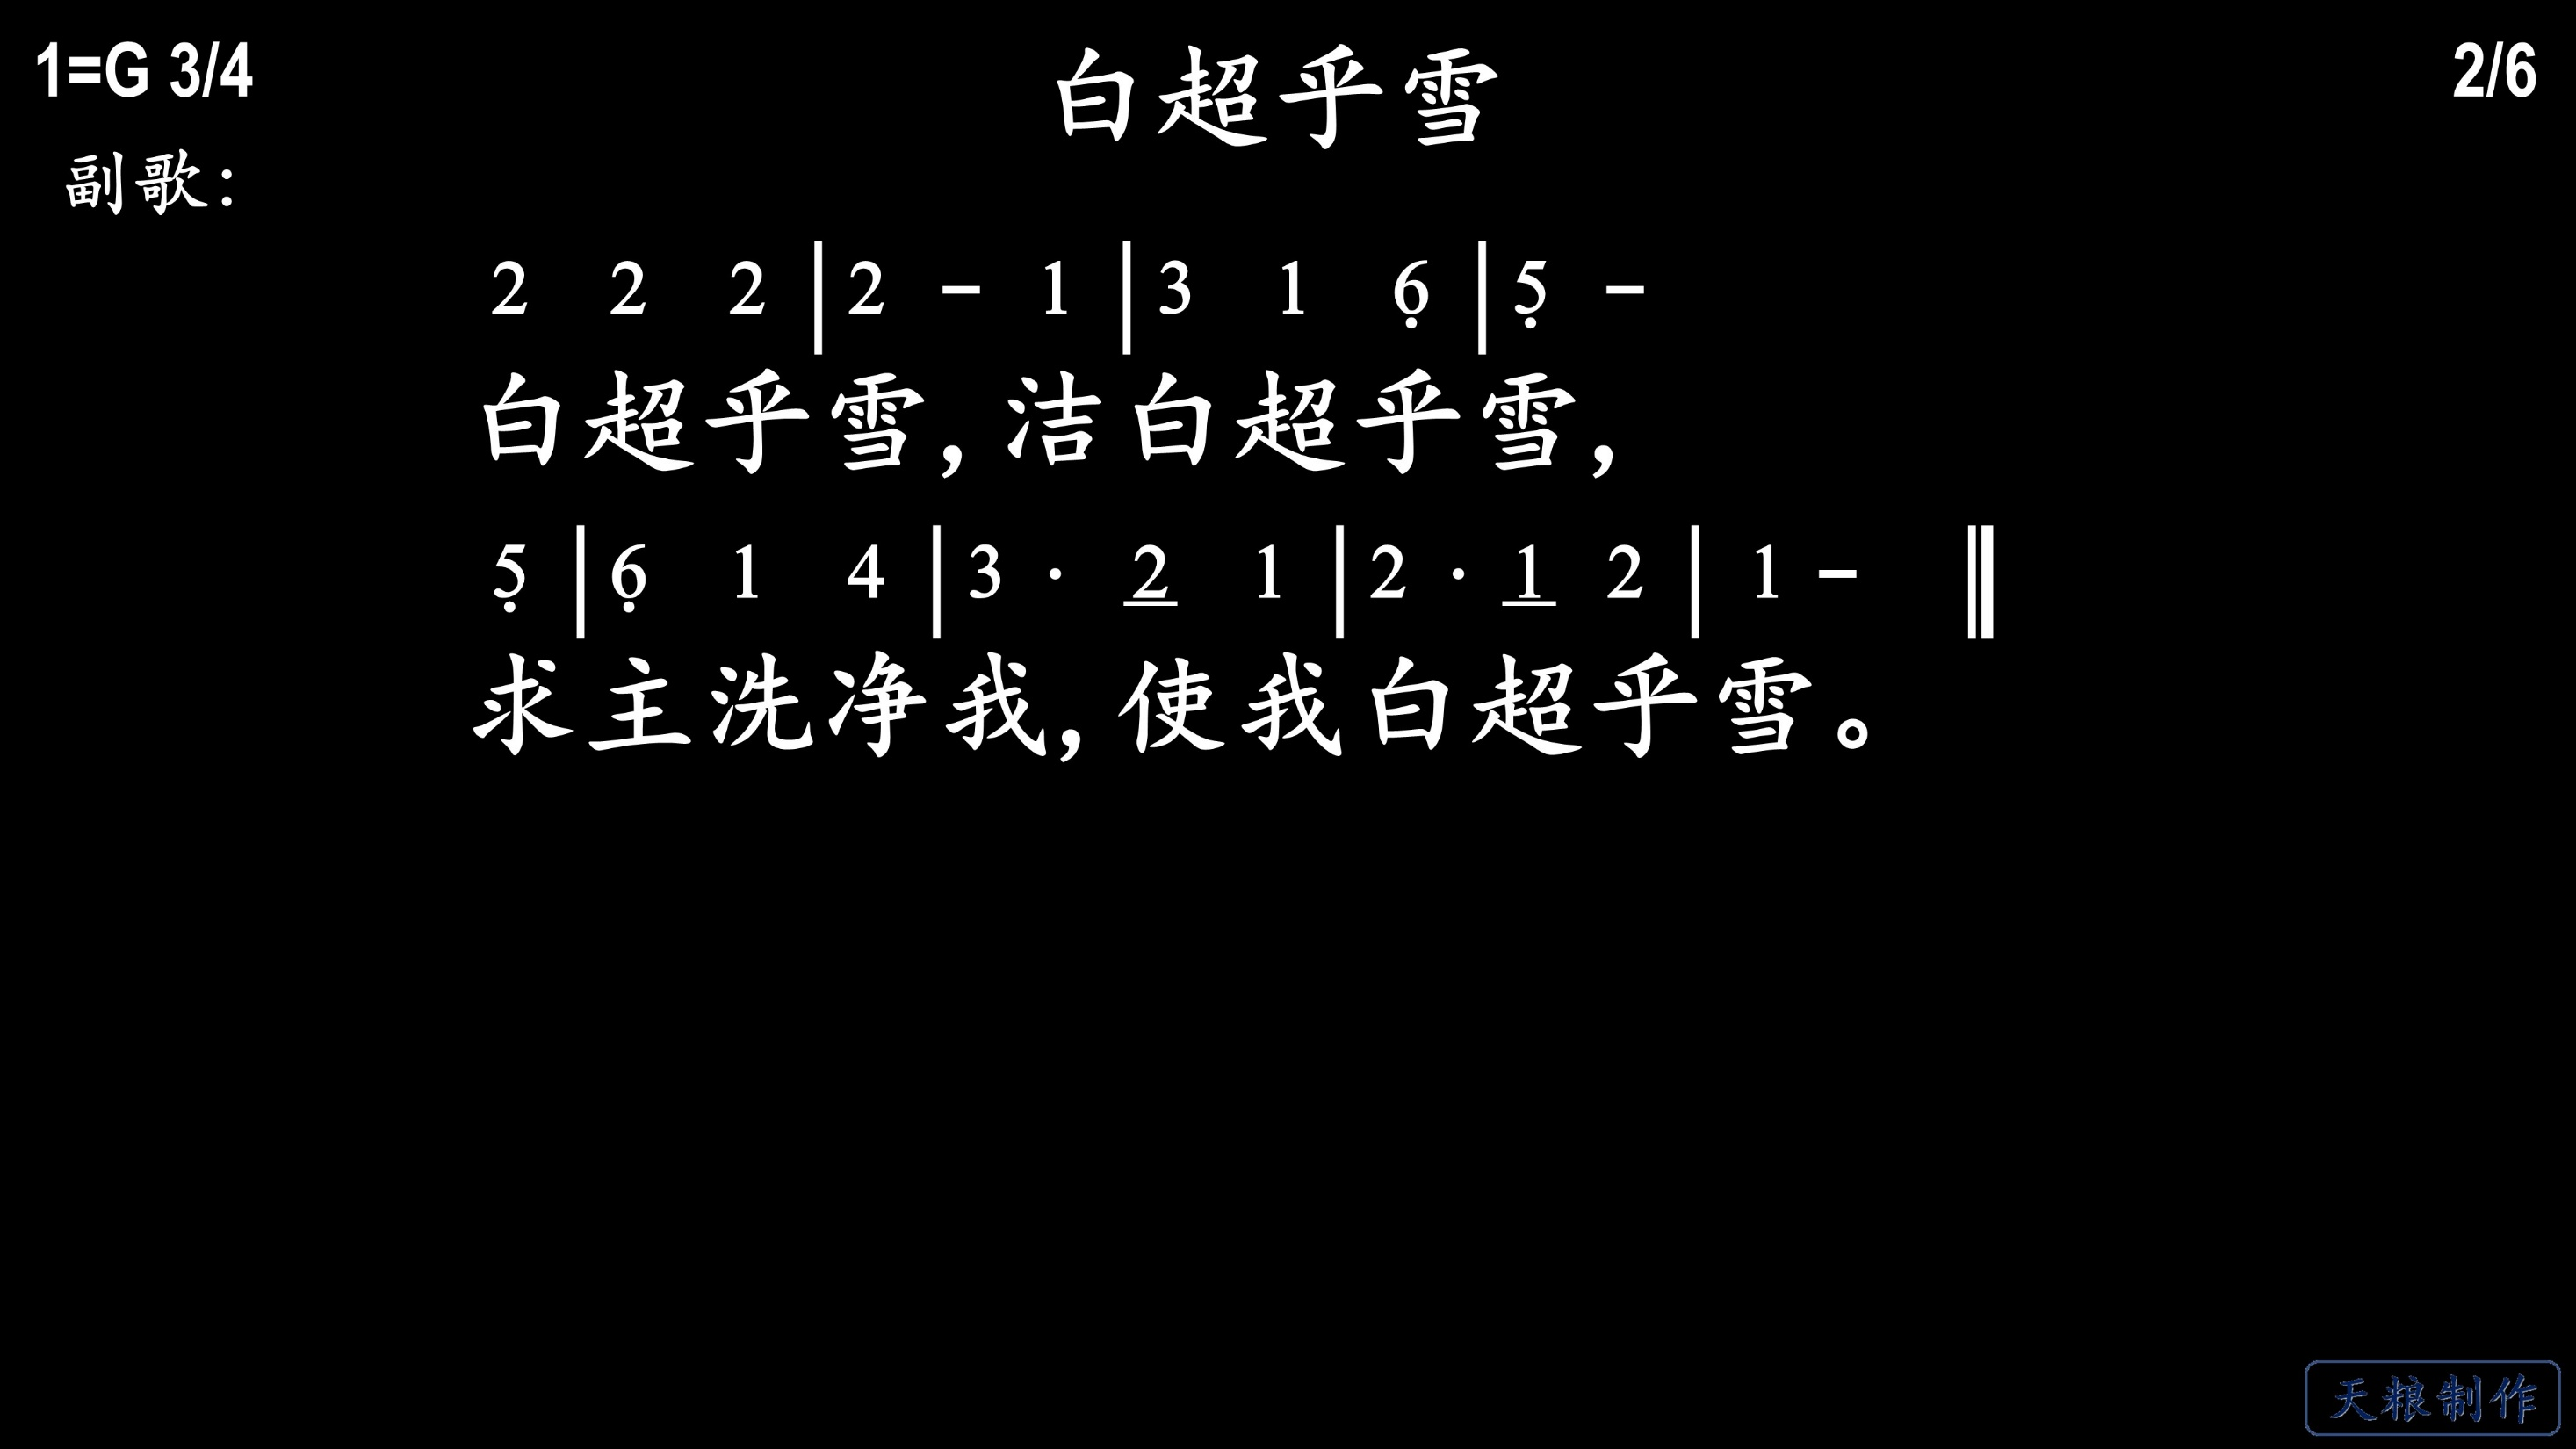 1=G 3/4
白超乎雪
2/6
副歌：
2 2 2 | 2 − 1 | 3 1 6̣ | 5̣ −
白超乎雪，洁白超乎雪，
5̣ | 6̣ 1 4 | 3 · 2̲ 1 | 2 · 1̲ 2 | 1 − ‖
求主洗净我，使我白超乎雪。
天粮制作